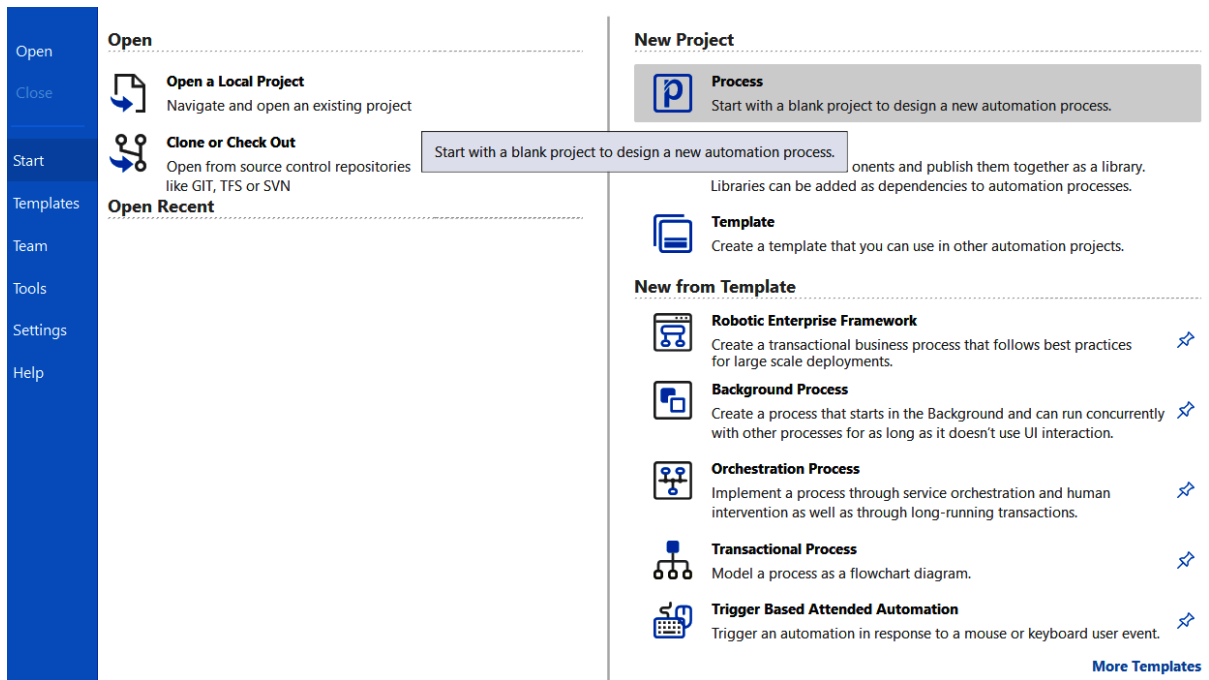 Open
Close
Start
Templates
Team
Tools
Settings
Help
Open
Open a Local Project
Navigate and open an existing project
Clone or Check Out
Open from source control repositories
like GIT, TFS or SVN
Open Recent
New Project
Process
Start with a blank project to design a new automation process.
Start with a blank project to design a new automation process.
onents and publish them together as a library.
Libraries can be added as dependencies to automation processes.
Template
Create a template that you can use in other automation projects.
New from Template
Robotic Enterprise Framework
Create a transactional business process that follows best practices
for large scale deployments.
Background Process
Create a process that starts in the Background and can run concurrently
with other processes for as long as it doesn't use UI interaction.
Orchestration Process
Implement a process through service orchestration and human
intervention as well as through long-running transactions.
Transactional Process
Model a process as a flowchart diagram.
Trigger Based Attended Automation
Trigger an automation in response to a mouse or keyboard user event.
More Templates